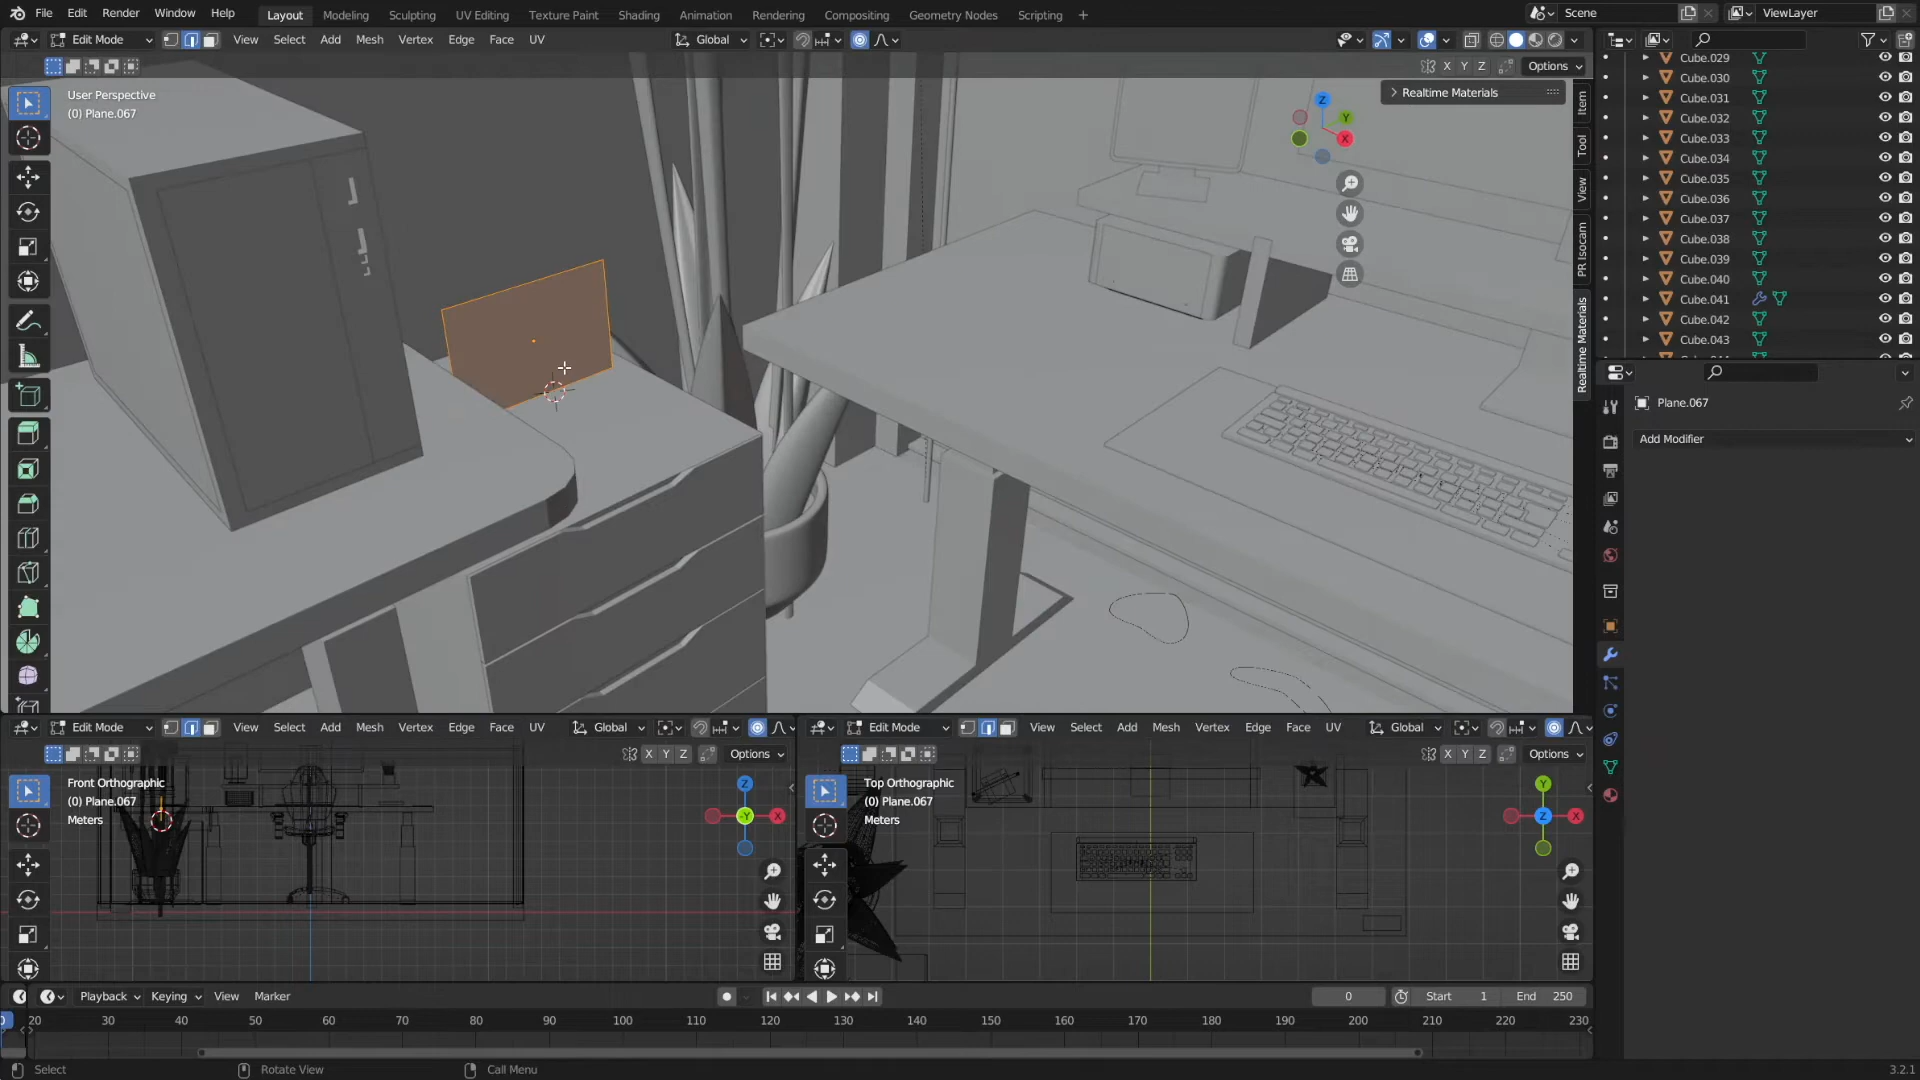 File Edit Render Window Help Layout Modeling Sculpting UV Editing Texture Paint Shading Animation Rendering Compositing Geometry Nodes Scripting + Scene ViewLayer
Edit Mode View Select Add Mesh Vertex Edge Face UV Global
X Y Z Options
User Perspective
(0) Plane.067
Realtime Materials
Z
Y
X
Item
Tool
View
PR Isocam
Realtime Materials
Cube.029
Cube.030
Cube.031
Cube.032
Cube.033
Cube.034
Cube.035
Cube.036
Cube.037
Cube.038
Cube.039
Cube.040
Cube.041
Cube.042
Cube.043
Plane.067
Add Modifier
Edit Mode View Select Add Mesh Vertex Edge Face UV Global
X Y Z Options
Front Orthographic
(0) Plane.067
Meters
Z
-Y
X
Edit Mode View Select Add Mesh Vertex Edge Face UV Global
X Y Z Options
Top Orthographic
(0) Plane.067
Meters
Y
Z
X
Playback Keying View Marker 0 Start 1 End 250
20 30 40 50 60 70 80 90 100 110 120 130 140 150 160 170 180 190 200 210 220 230
Select Rotate View Call Menu 3.2.1